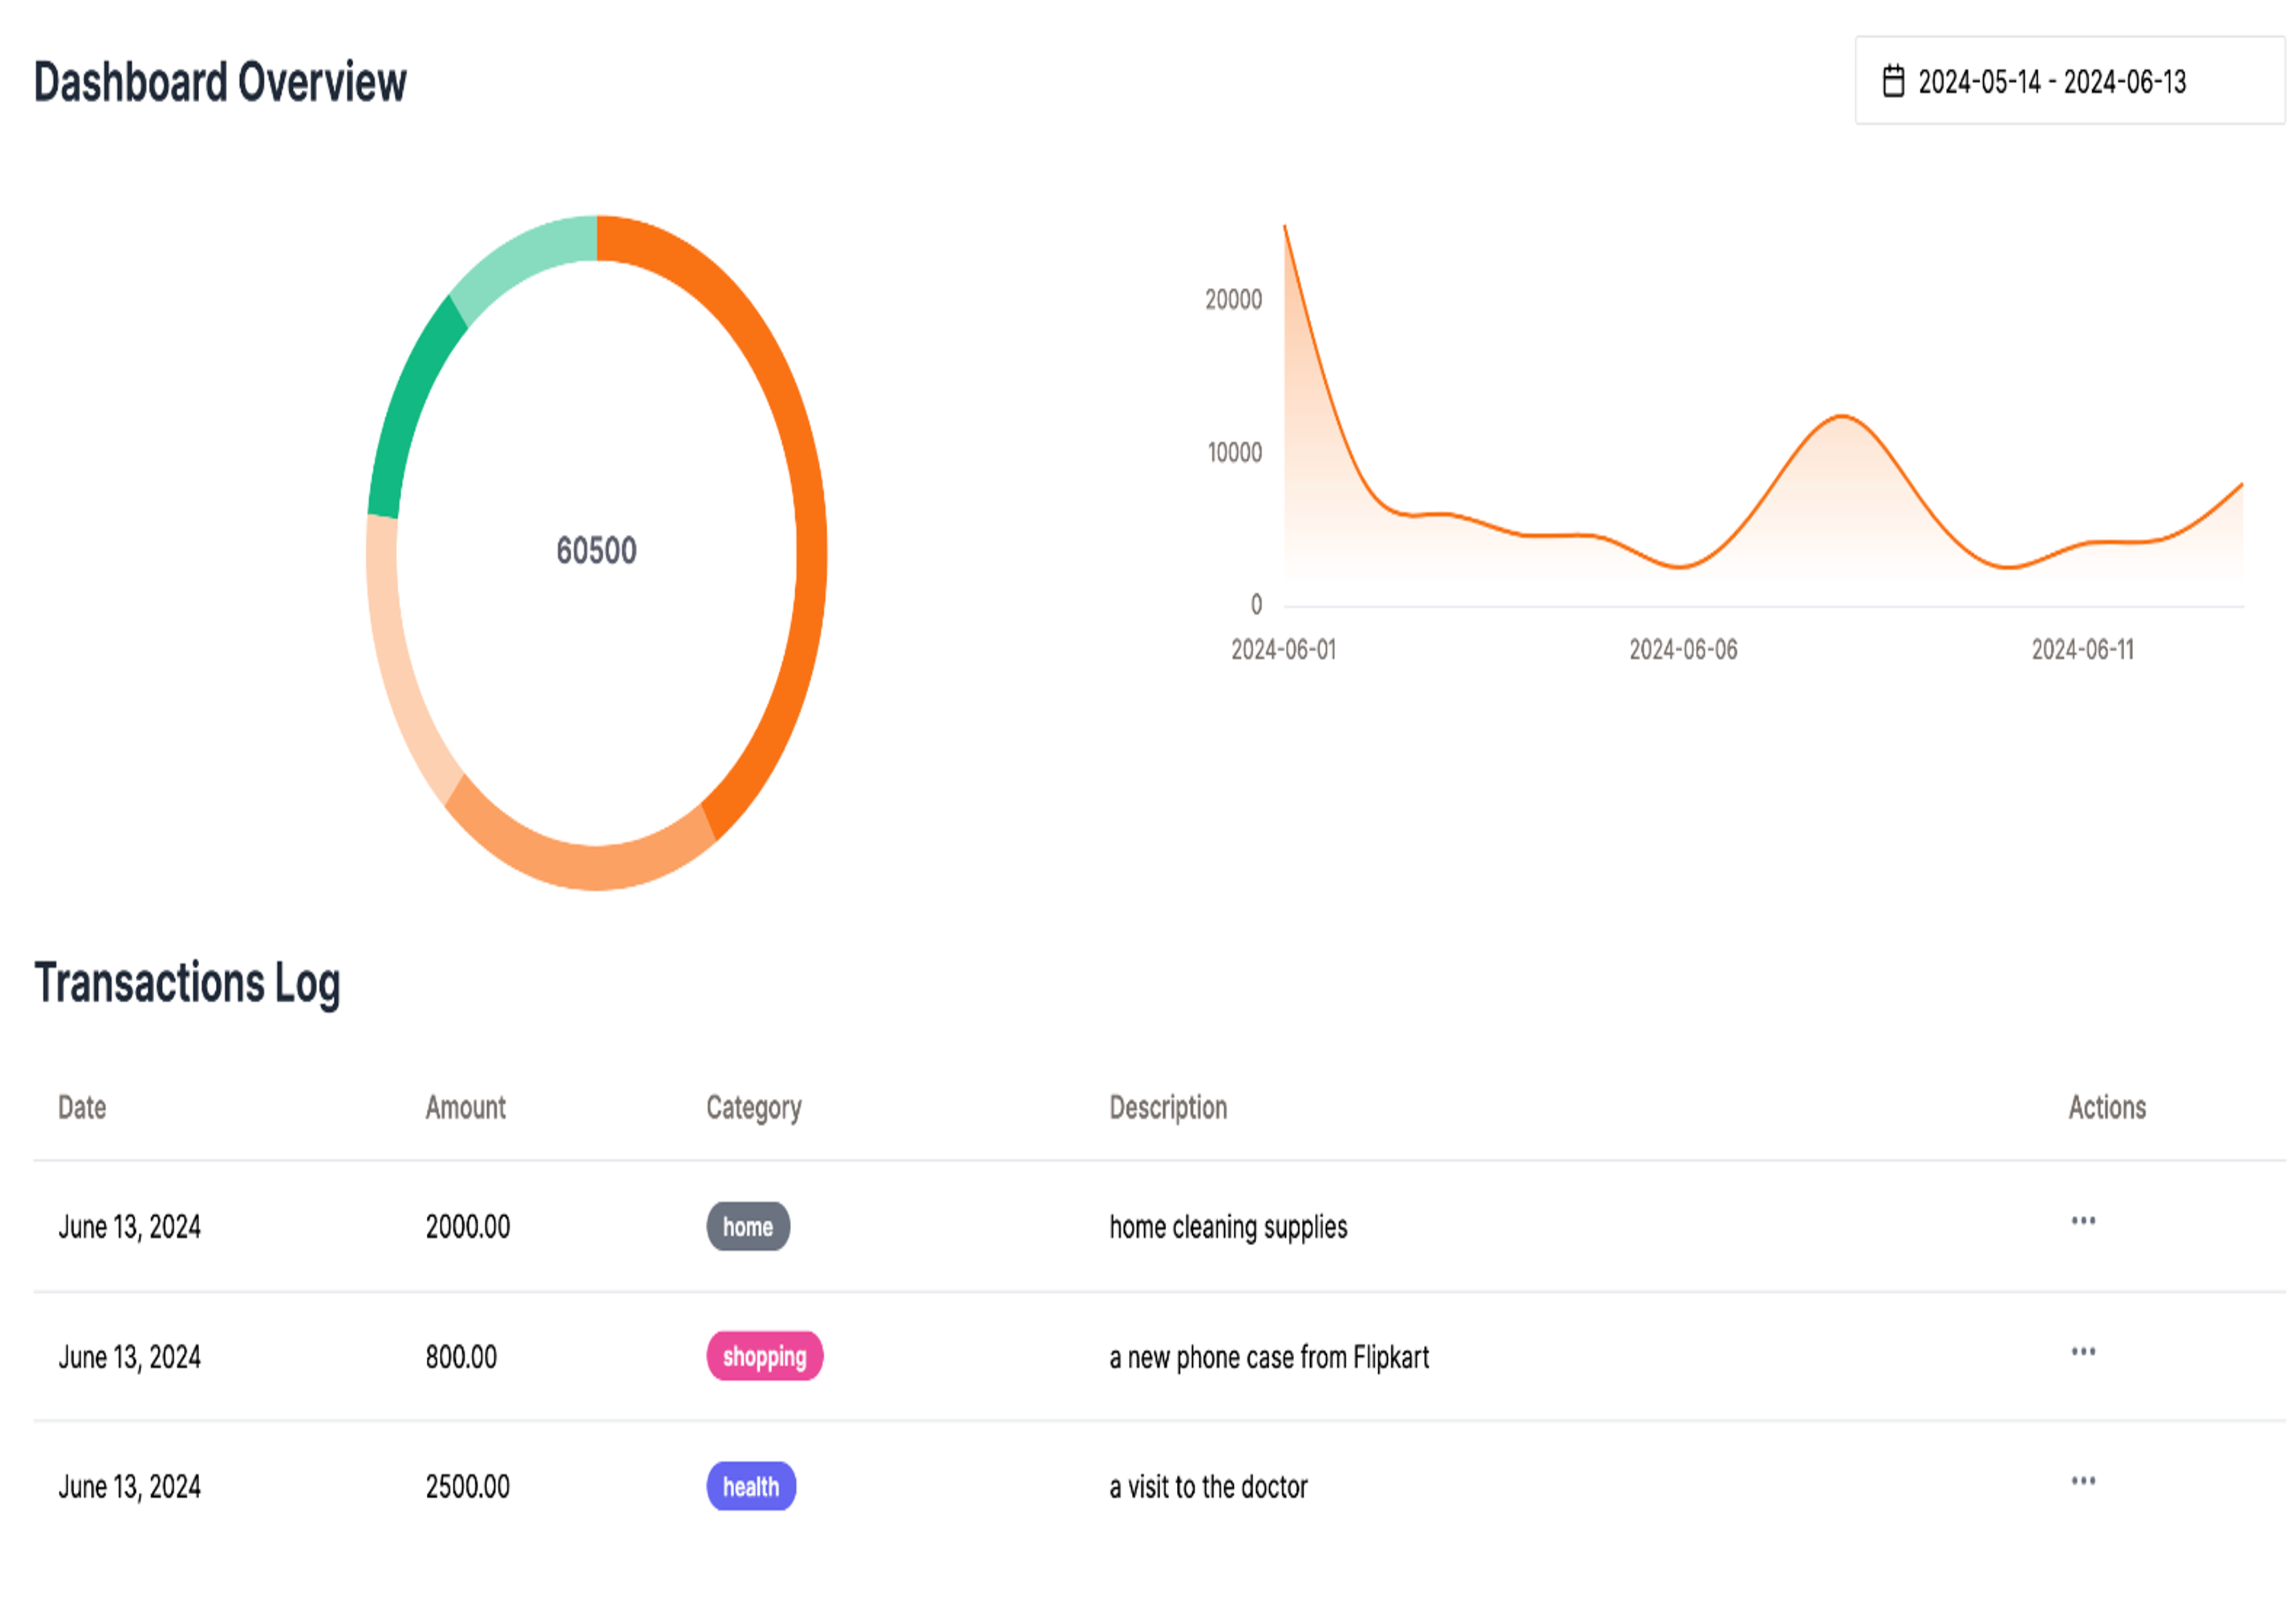 Dashboard Overview
2024-05-14 - 2024-06-13
60500
20000
10000
0
2024-06-01 2024-06-06 2024-06-11
Transactions Log
Date Amount Category Description Actions
June 13, 2024 2000.00 home home cleaning supplies
June 13, 2024 800.00 shopping a new phone case from Flipkart
June 13, 2024 2500.00 health a visit to the doctor